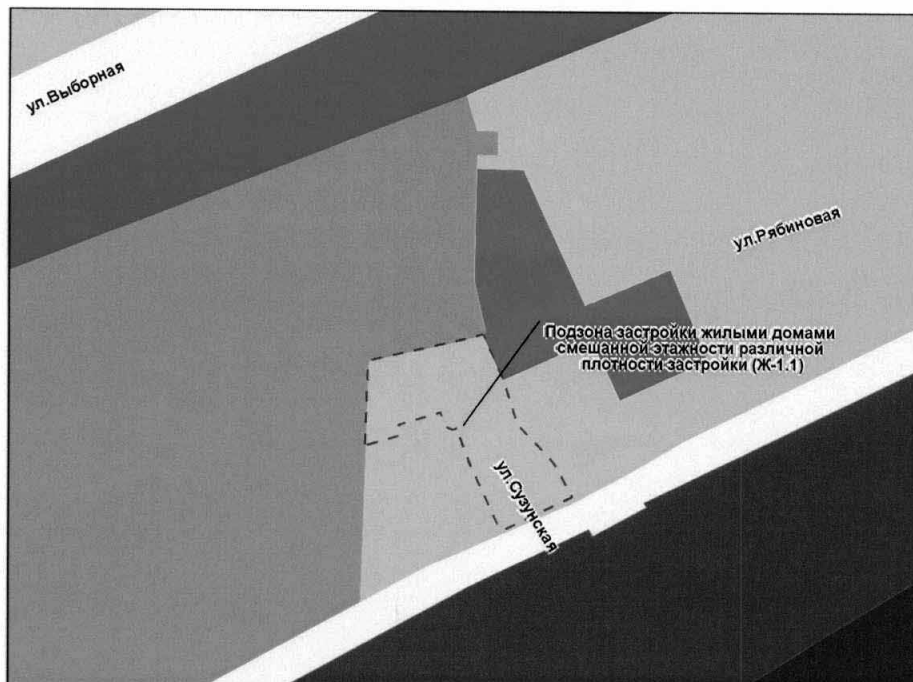 ул.Выборная
ул.Рябиновая
Подзона застройки жилыми домами
смешанной этажности различной
плотности застройки (Ж-1.1)
ул.Сузунская